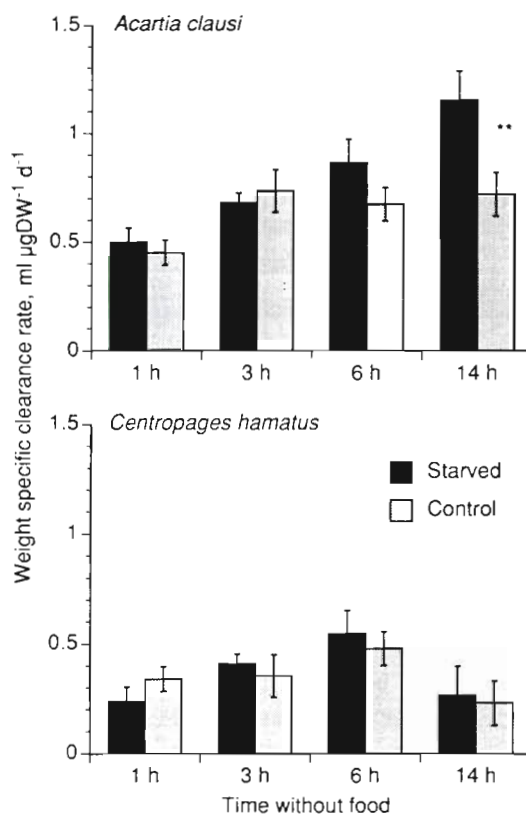 Acartia clausi
1.5
1
0.5
0
1 h 3 h 6 h 14 h
**
Centropages hamatus
1.5
1
0.5
0
Starved
Control
1 h 3 h 6 h 14 h
Time without food
Weight specific clearance rate, ml µgDW⁻¹ d⁻¹